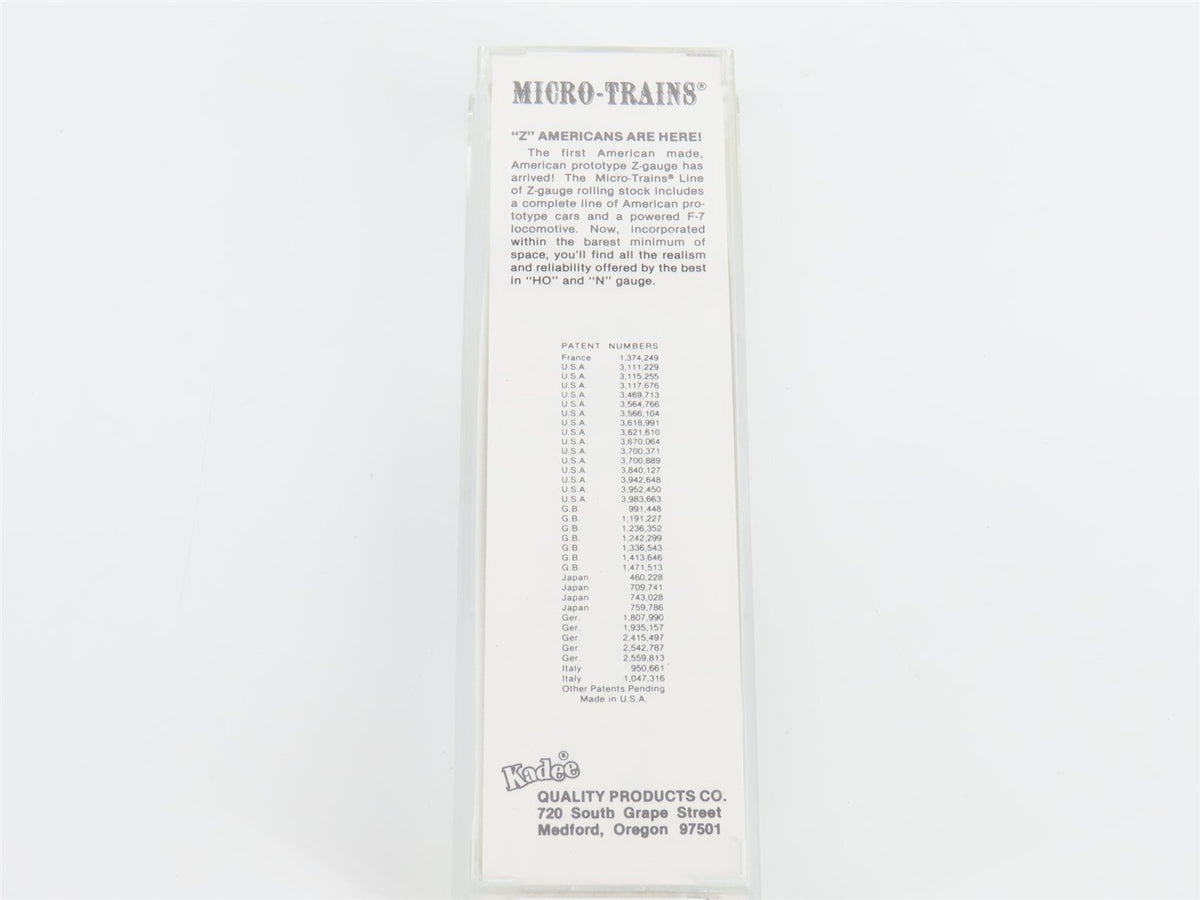 MICRO-TRAINS®
"Z" AMERICANS ARE HERE!
The first American made,
American prototype Z-gauge has
arrived! The Micro-Trains® Line
of Z-gauge rolling stock includes
a complete line of American pro-
totype cars and a powered F-7
locomotive. Now, incorporated
within the barest minimum of
space, you'll find all the realism
and reliability offered by the best
in "HO" and "N" gauge.
PATENT NUMBERS
France 1,374,249
U.S.A. 3,111,229
U.S.A. 3,115,255
U.S.A. 3,117,676
U.S.A. 3,469,713
U.S.A. 3,564,766
U.S.A. 3,566,104
U.S.A. 3,618,991
U.S.A. 3,621,610
U.S.A. 3,670,064
U.S.A. 3,700,371
U.S.A. 3,700,889
U.S.A. 3,840,127
U.S.A. 3,942,648
U.S.A. 3,952,450
U.S.A. 3,983,663
G.B. 991,448
G.B. 1,191,227
G.B. 1,236,352
G.B. 1,242,299
G.B. 1,336,543
G.B. 1,413,646
G.B. 1,471,513
Japan 460,228
Japan 709,741
Japan 743,028
Japan 759,786
Ger. 1,807,990
Ger. 1,935,157
Ger. 2,415,497
Ger. 2,542,787
Ger. 2,559,813
Italy 950,661
Italy 1,047,316
Other Patents Pending
Made in U.S.A.
Kadee®
QUALITY PRODUCTS CO.
720 South Grape Street
Medford, Oregon 97501